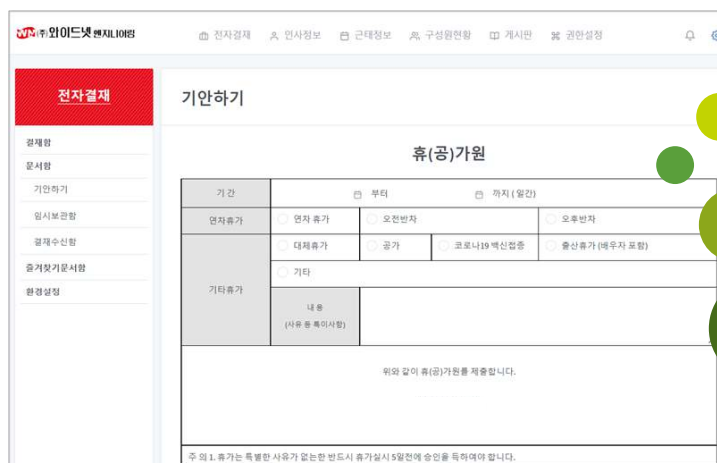 WM (주)와이드넷엔지니어링
전자결재 인사정보 근태정보 구성원현황 게시판 권한설정
전자결재
결재함
문서함
기안하기
임시보관함
결재수신함
즐겨찾기문서함
환경설정
기안하기
휴(공)가원
기 간 부터 까지 ( 일간)
연차휴가 연차 휴가 오전반차 오후반차
기타휴가 대체휴가 공가 코로나19 백신접종 출산휴가 (배우자 포함)
기타
내 용
(사유 등 특이사항)
위와 같이 휴(공)가원를 제출합니다.
주 의 1. 휴가는 특별한 사유가 없는한 반드시 휴가실시 5일전에 승인을 득하여야 합니다.